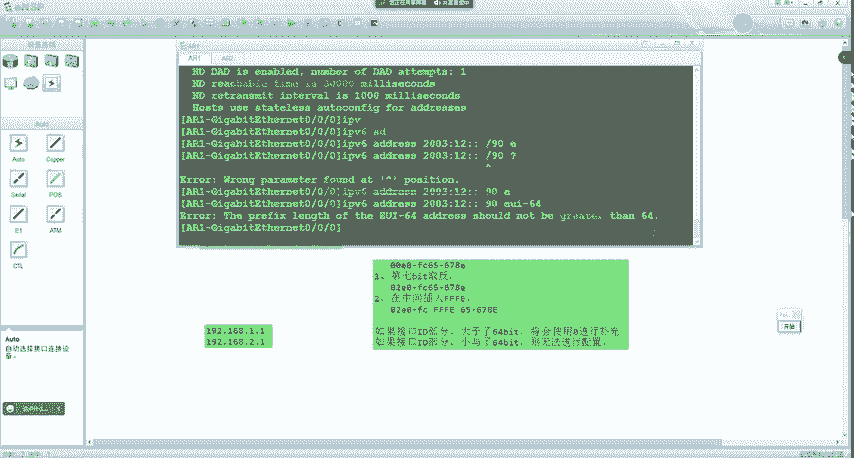 eNSP
AR1
AR2
ND DAD is enabled, number of DAD attempts: 1
ND reachable time is 30000 milliseconds
ND retransmit interval is 1000 milliseconds
Hosts use stateless autoconfig for addresses
[AR1-GigabitEthernet0/0/0]ipv
[AR1-GigabitEthernet0/0/0]ipv6 ad
[AR1-GigabitEthernet0/0/0]ipv6 address 2003:12:: /90 e
[AR1-GigabitEthernet0/0/0]ipv6 address 2003:12:: /90 ?
^
Error: Wrong parameter found at '^' position.
[AR1-GigabitEthernet0/0/0]ipv6 address 2003:12:: 90 e
[AR1-GigabitEthernet0/0/0]ipv6 address 2003:12:: 90 eui-64
Error: The prefix length of the EUI-64 address should not be greater than 64.
[AR1-GigabitEthernet0/0/0]
Auto
Auto
Copper
Serial
POS
E1
ATM
CTL
00e0-fc65-678e
1、第七bit取反。
02e0-fc65-678e
2、在中间插入FFFE。
02e0-fc FFFE 65-678E
如果接口ID部分，大于了64bit，将会使用0进行补充
如果接口ID部分，小与了64bit，则无法进行配置。
192.168.1.1
192.168.2.1
Auto
自动选择接口连接设备。
开始